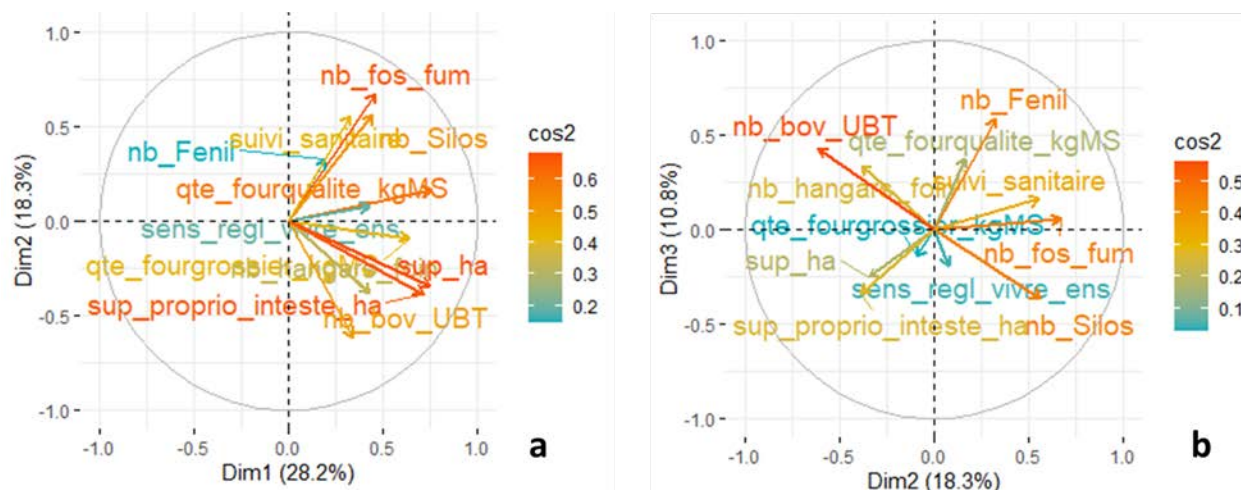 1.0
nb_fos_fum
suivi_sanitaire
nb_Silos
nb_Fenil
0.5
qte_fourqualite_kgMS
0.0
sens_regl_vivre_ens
qte_fourgrossier_kgMS
sup_ha
sup_proprio_inteste_ha
-0.5
nb_bov_UBT
-1.0
-1.0 -0.5 0.0 0.5 1.0
Dim1 (28.2%)
Dim2 (18.3%)
cos2
0.6
0.5
0.4
0.3
0.2
a
1.0
nb_Fenil
nb_bov_UBT
0.5
qte_fourqualite_kgMS
nb_hangars_fo
suivi_sanitaire
0.0
qte_fourgrossier_kgMS
sup_ha
nb_fos_fum
sens_regl_vivre_ens
sup_proprio_inteste_ha
nb_Silos
-0.5
-1.0
-1.0 -0.5 0.0 0.5 1.0
Dim2 (18.3%)
Dim3 (10.8%)
cos2
0.5
0.4
0.3
0.2
0.1
b